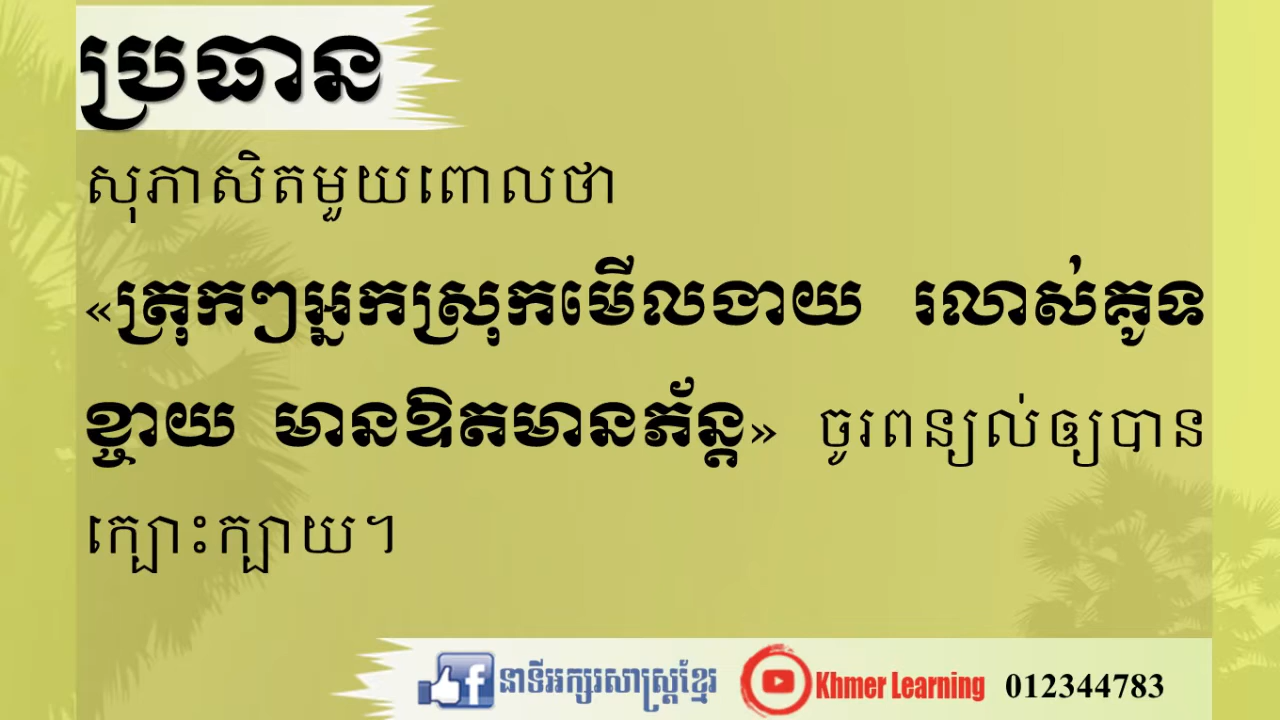 ប្រធាន
សុភាសិតមួយពោលថា
«ត្រុកៗអ្នកស្រុកមើលងាយ រលាស់គូទ
ខ្ចាយ មានឱតមានភ័ន្ត» ចូរពន្យល់ឲ្យបាន
ក្បោះក្បាយ។
នាទីអក្សរសាស្ត្រខ្មែរ Khmer Learning 012344783